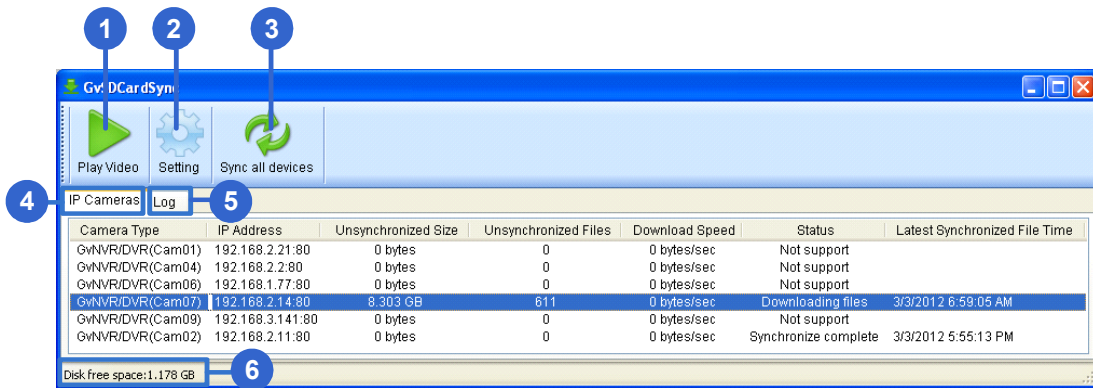 1 2 3
GvSDCardSync
Play Video Setting Sync all devices
4 IP Cameras Log 5
Camera Type IP Address Unsynchronized Size Unsynchronized Files Download Speed Status Latest Synchronized File Time
GvNVR/DVR(Cam01) 192.168.2.21:80 0 bytes 0 0 bytes/sec Not support
GvNVR/DVR(Cam04) 192.168.2.2:80 0 bytes 0 0 bytes/sec Not support
GvNVR/DVR(Cam06) 192.168.1.77:80 0 bytes 0 0 bytes/sec Not support
GvNVR/DVR(Cam07) 192.168.2.14:80 8.303 GB 611 0 bytes/sec Downloading files 3/3/2012 6:59:05 AM
GvNVR/DVR(Cam09) 192.168.3.141:80 0 bytes 0 0 bytes/sec Not support
GvNVR/DVR(Cam02) 192.168.2.11:80 0 bytes 0 0 bytes/sec Synchronize complete 3/3/2012 5:55:13 PM
Disk free space:1.178 GB 6